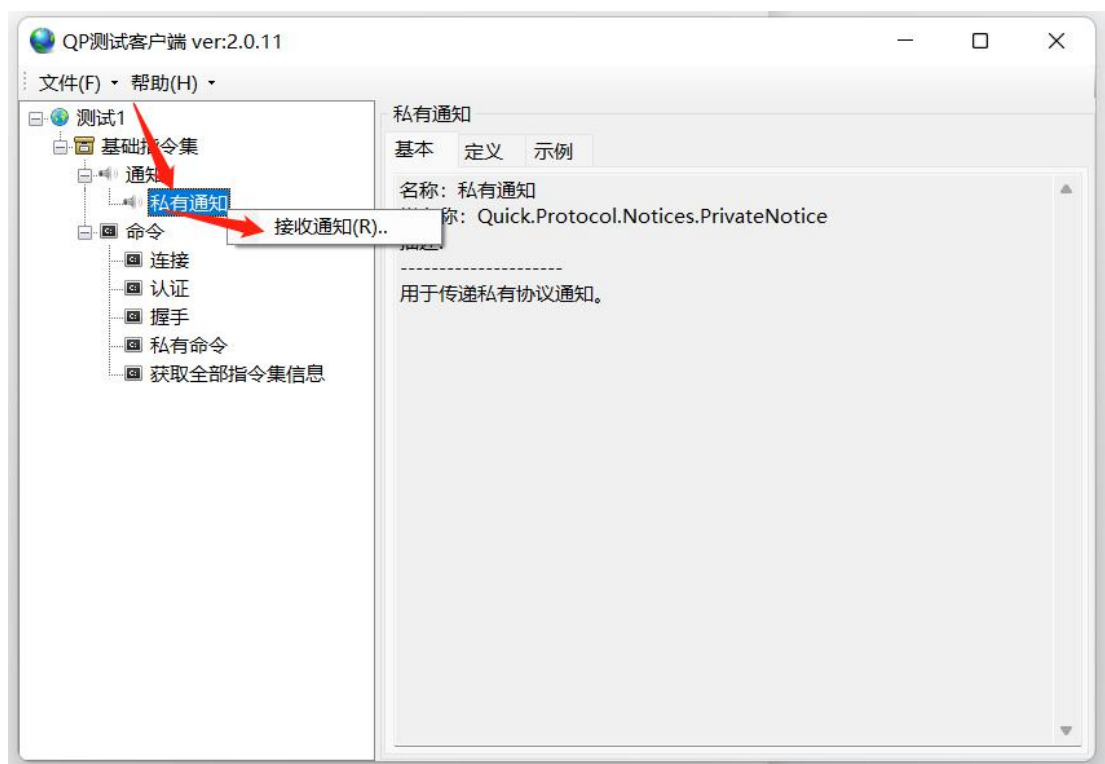 QP测试客户端 ver:2.0.11
文件(F) 帮助(H)
测试1
基础指令集
通知
私有通知
接收通知(R)..
命令
连接
认证
握手
私有命令
获取全部指令集信息
私有通知
基本 定义 示例
名称: 私有通知
称: Quick.Protocol.Notices.PrivateNotice
---------------------
用于传递私有协议通知。